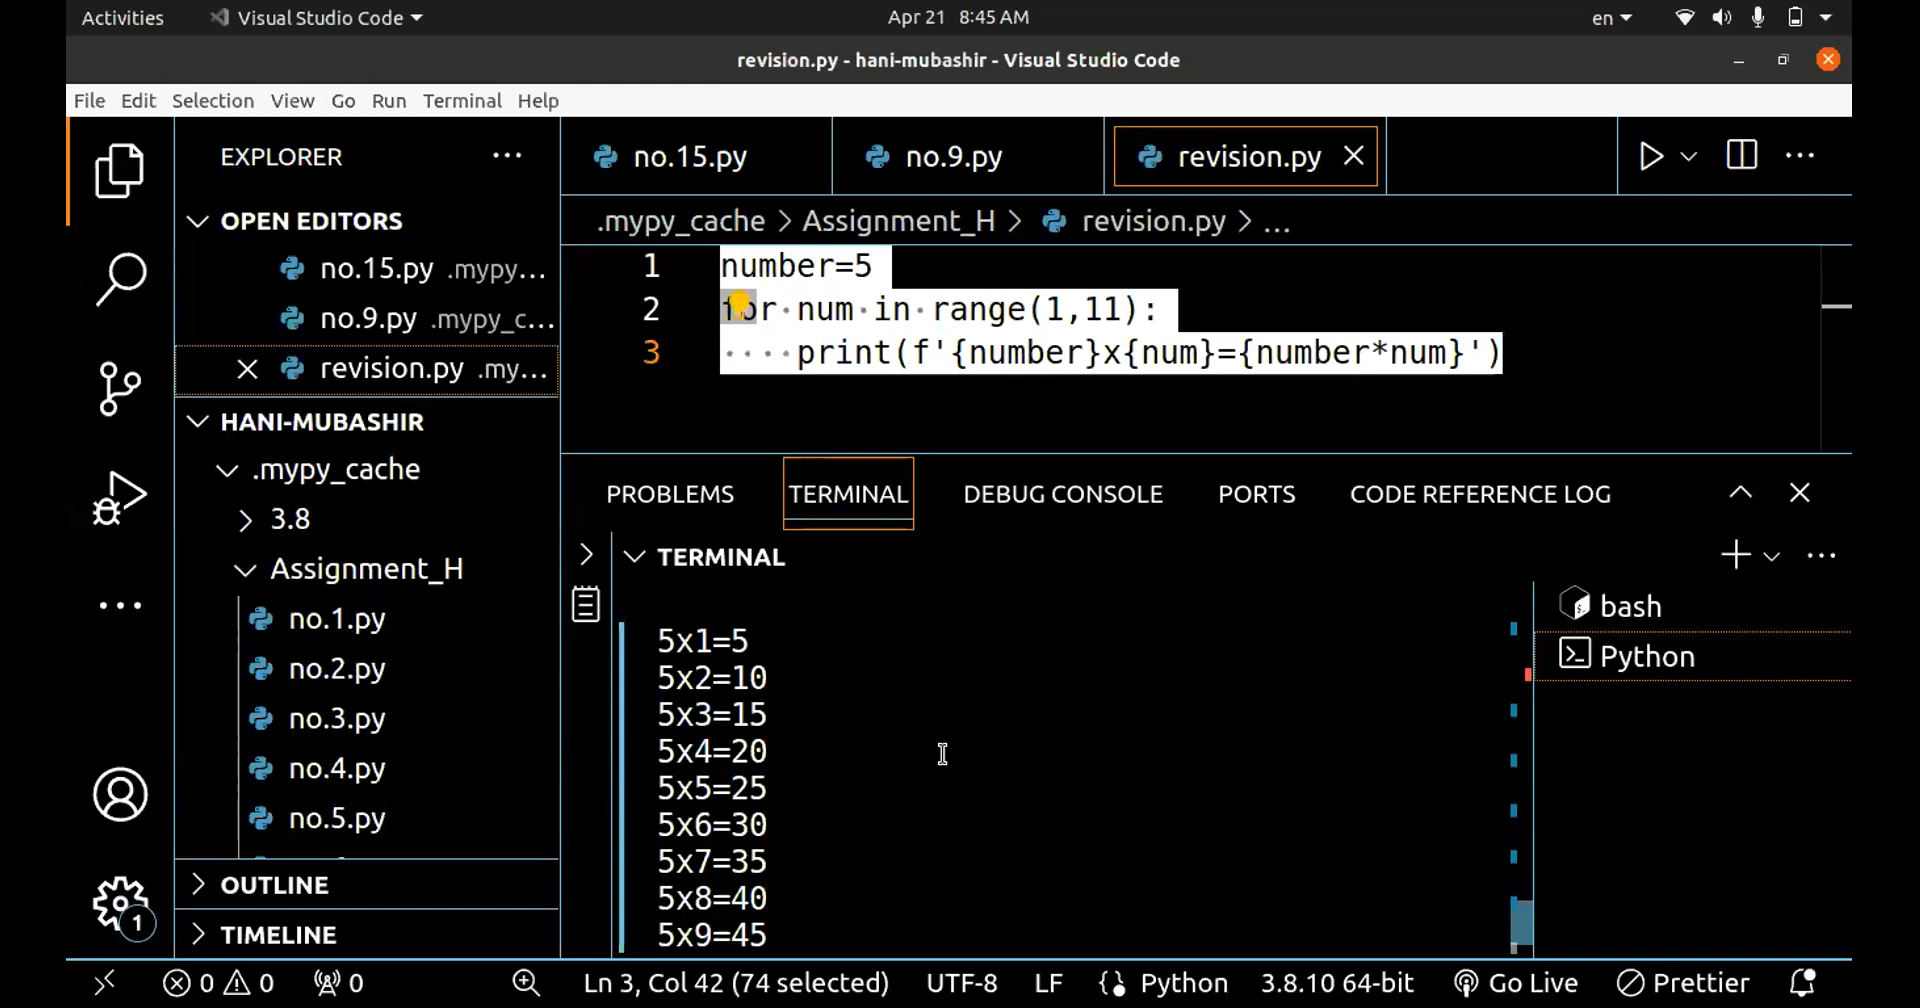 Activities Visual Studio Code Apr 21 8:45 AM en
revision.py - hani-mubashir - Visual Studio Code
File Edit Selection View Go Run Terminal Help
EXPLORER
OPEN EDITORS
no.15.py .mypy...
no.9.py .mypy_c...
revision.py .my...
HANI-MUBASHIR
.mypy_cache
3.8
Assignment_H
no.1.py
no.2.py
no.3.py
no.4.py
no.5.py
OUTLINE
TIMELINE
1
no.15.py no.9.py revision.py
.mypy_cache > Assignment_H > revision.py > ...
1 number=5
2 for num in range(1,11):
3 print(f'{number}x{num}={number*num}')
PROBLEMS TERMINAL DEBUG CONSOLE PORTS CODE REFERENCE LOG
TERMINAL
5x1=5
5x2=10
5x3=15
5x4=20
5x5=25
5x6=30
5x7=35
5x8=40
5x9=45
bash
Python
0 0 0 Ln 3, Col 42 (74 selected) UTF-8 LF Python 3.8.10 64-bit Go Live Prettier